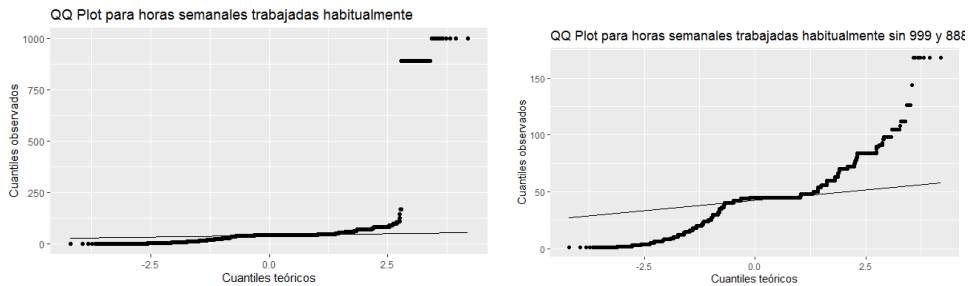 QQ Plot para horas semanales trabajadas habitualmente
1000
750
500
250
0
Cuantiles observados
-2.5
0.0
2.5
Cuantiles teóricos
QQ Plot para horas semanales trabajadas habitualmente sin 999 y 888
150
100
50
0
Cuantiles observados
-2.5
0.0
2.5
Cuantiles teóricos